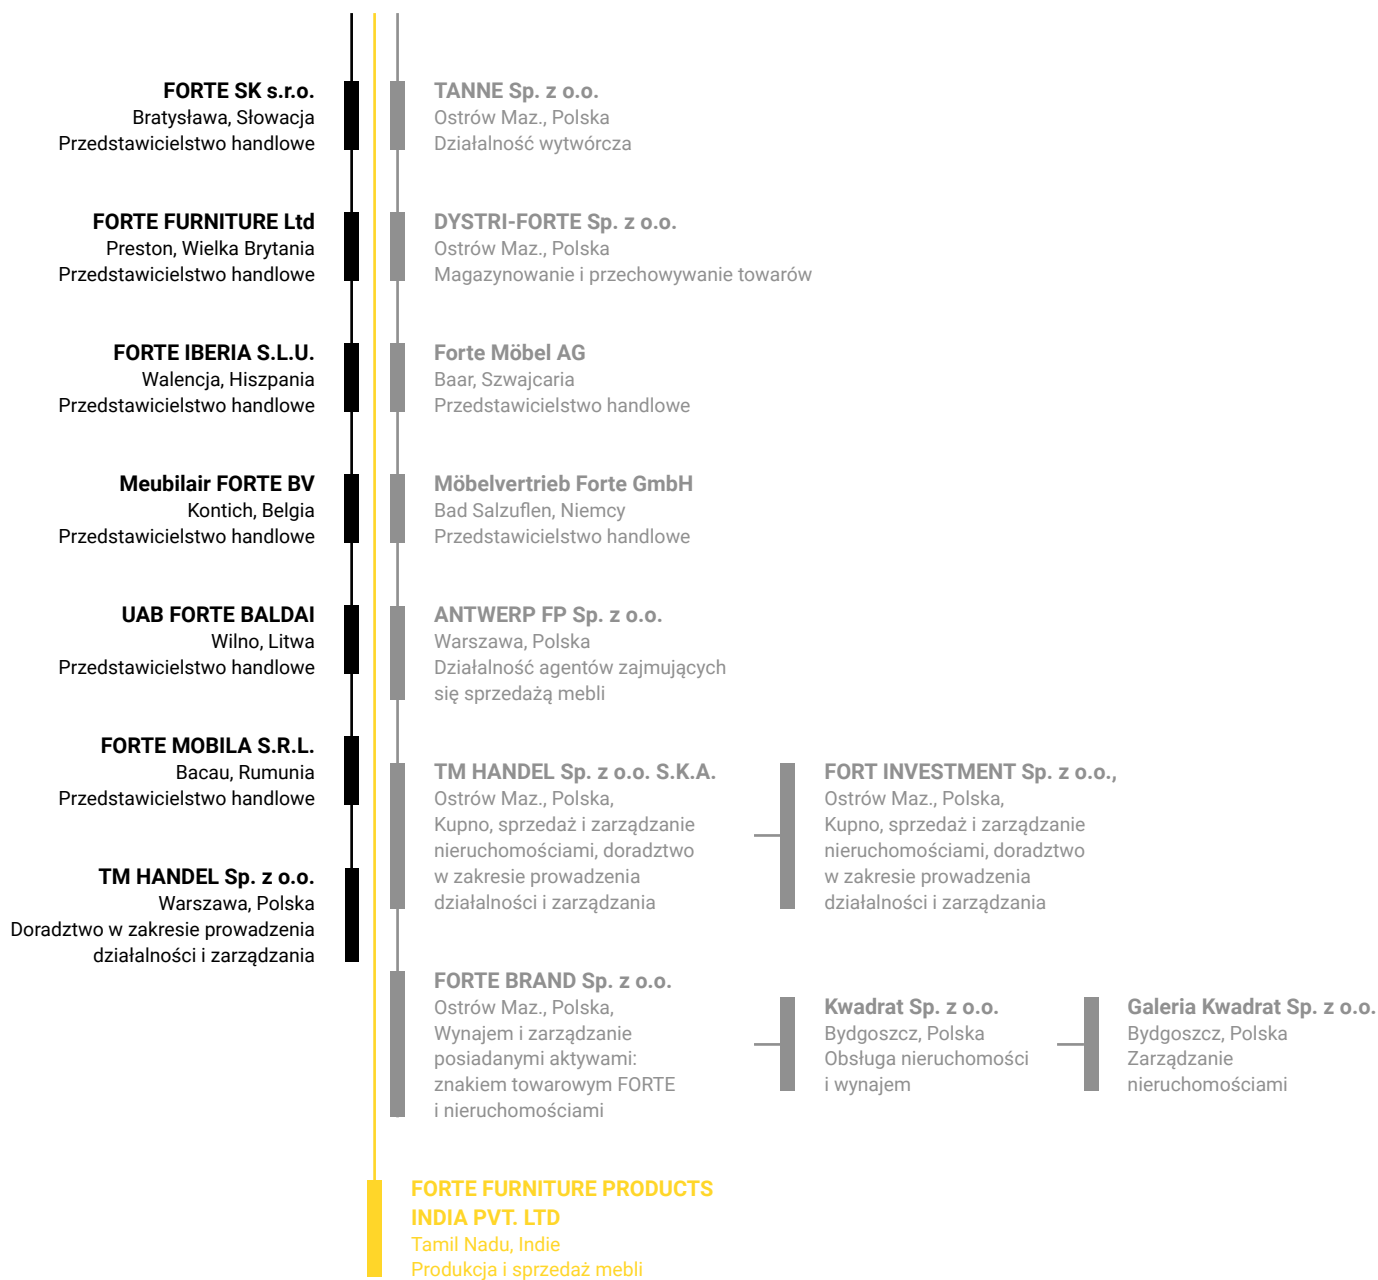 FORTE SK s.r.o.
Bratysława, Słowacja
Przedstawicielstwo handlowe
FORTE FURNITURE Ltd
Preston, Wielka Brytania
Przedstawicielstwo handlowe
FORTE IBERIA S.L.U.
Walencja, Hiszpania
Przedstawicielstwo handlowe
Meubilair FORTE BV
Kontich, Belgia
Przedstawicielstwo handlowe
UAB FORTE BALDAI
Wilno, Litwa
Przedstawicielstwo handlowe
FORTE MOBILA S.R.L.
Bacau, Rumunia
Przedstawicielstwo handlowe
TM HANDEL Sp. z o.o.
Warszawa, Polska
Doradztwo w zakresie prowadzenia
działalności i zarządzania
TANNE Sp. z o.o.
Ostrów Maz., Polska
Działalność wytwórcza
DYSTRI-FORTE Sp. z o.o.
Ostrów Maz., Polska
Magazynowanie i przechowywanie towarów
Forte Möbel AG
Baar, Szwajcaria
Przedstawicielstwo handlowe
Möbelvertrieb Forte GmbH
Bad Salzuflen, Niemcy
Przedstawicielstwo handlowe
ANTWERP FP Sp. z o.o.
Warszawa, Polska
Działalność agentów zajmujących
się sprzedażą mebli
TM HANDEL Sp. z o.o. S.K.A.
Ostrów Maz., Polska,
Kupno, sprzedaż i zarządzanie
nieruchomościami, doradztwo
w zakresie prowadzenia
działalności i zarządzania
FORT INVESTMENT Sp. z o.o.,
Ostrów Maz., Polska,
Kupno, sprzedaż i zarządzanie
nieruchomościami, doradztwo
w zakresie prowadzenia
działalności i zarządzania
FORTE BRAND Sp. z o.o.
Ostrów Maz., Polska,
Wynajem i zarządzanie
posiadanymi aktywami:
znakiem towarowym FORTE
i nieruchomościami
Kwadrat Sp. z o.o.
Bydgoszcz, Polska
Obsługa nieruchomości
i wynajem
Galeria Kwadrat Sp. z o.o.
Bydgoszcz, Polska
Zarządzanie
nieruchomościami
FORTE FURNITURE PRODUCTS
INDIA PVT. LTD
Tamil Nadu, Indie
Produkcja i sprzedaż mebli